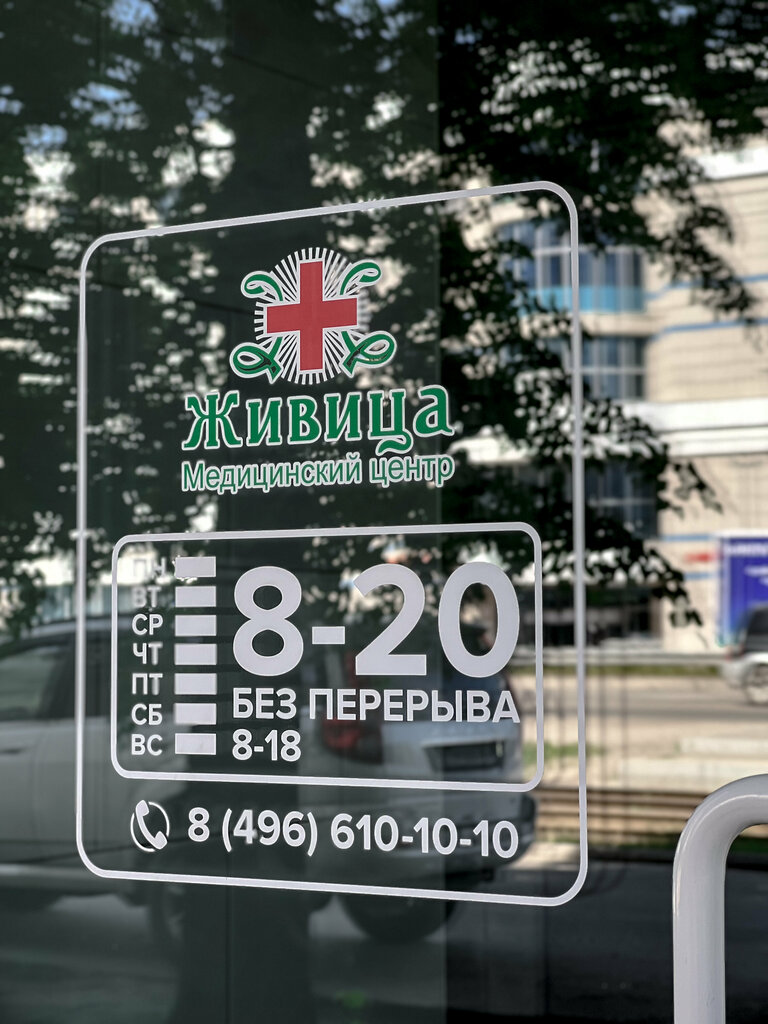 Живица
Медицинский центр
ПН
ВТ
СР
ЧТ
ПТ
СБ
ВС
8-20
БЕЗ ПЕРЕРЫВА
8-18
8 (496) 610-10-10